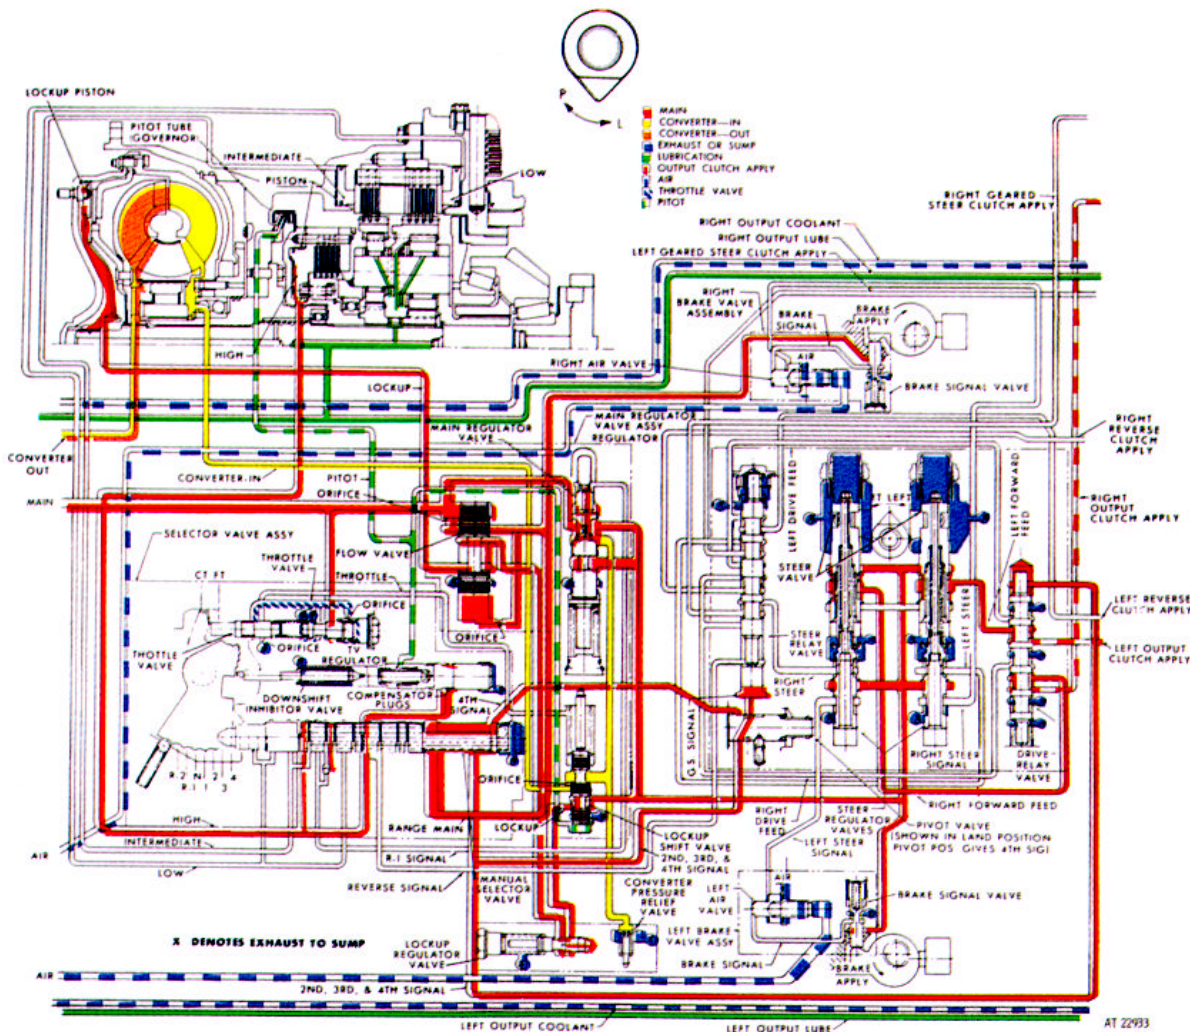 LOCKUP PISTON
PITOT TUBE
GOVERNOR
INTERMEDIATE
PISTON
LOW
P
L
MAIN
CONVERTER—IN
CONVERTER—OUT
EXHAUST OR SUMP
LUBRICATION
OUTPUT CLUTCH APPLY
AIR
THROTTLE VALVE
PITOT
RIGHT GEARED
STEER CLUTCH APPLY
RIGHT OUTPUT COOLANT
RIGHT OUTPUT LUBE
LEFT GEARED STEER CLUTCH APPLY
RIGHT
BRAKE VALVE
ASSEMBLY
BRAKE
SIGNAL
BRAKE
APPLY
AIR
HIGH
RIGHT AIR VALVE
BRAKE SIGNAL VALVE
LOCKUP
MAIN REGULATOR
VALVE ASSY
MAIN REGULATOR
VALVE
REGULATOR
RIGHT
REVERSE
CLUTCH
APPLY
CONVERTER
OUT
CONVERTER-IN
PITOT
ORIFICE
MAIN
SELECTOR VALVE ASSY
FLOW VALVE
THROTTLE
VALVE
THROTTLE
CT FT
ORIFICE
ORIFICE
ORIFICE
THOTTLE
VALVE
TV
REGULATOR
LEFT DRIVE FEED
LEFT
STEER
VALVE
LEFT FORWARD
FEED
RIGHT
OUTPUT
CLUTCH APPLY
LEFT REVERSE
CLUTCH APPLY
LEFT OUTPUT
CLUTCH APPLY
STEER
RELAY
VALVE
LEFT STEER
RIGHT
STEER
DOWNSHIFT
INHIBITOR VALVE
COMPENSATOR
PLUGS
4TH
SIGNAL
G.S. SIGNAL
R-2 N 2 4
R-1 1 3
ORIFICE
RIGHT STEER
SIGNAL
DRIVE-
RELAY
VALVE
HIGH
INTERMEDIATE
LOW
AIR
RANGE MAIN
LOCKUP
R-1 SIGNAL
REVERSE SIGNAL
MANUAL
SELECTOR
VALVE
LOCKUP
SHIFT VALVE
2ND, 3RD, &
4TH SIGNAL
RIGHT
DRIVE
FEED
STEER
REGULATOR
VALVES
RIGHT FORWARD FEED
PIVOT VALVE
(SHOWN IN LAND POSITION
PIVOT POS. GIVES 4TH SIG)
LEFT STEER
SIGNAL
CONVERTER
PRESSURE
RELIEF
VALVE
LEFT
AIR
VALVE
AIR
BRAKE SIGNAL VALVE
LEFT BRAKE
VALVE ASSY
BRAKE SIGNAL
BRAKE
APPLY
X DENOTES EXHAUST TO SUMP
LOCKUP
REGULATOR
VALVE
AIR
2ND, 3RD, & 4TH SIGNAL
LEFT OUTPUT COOLANT
LEFT OUTPUT LUBE
AT 22933